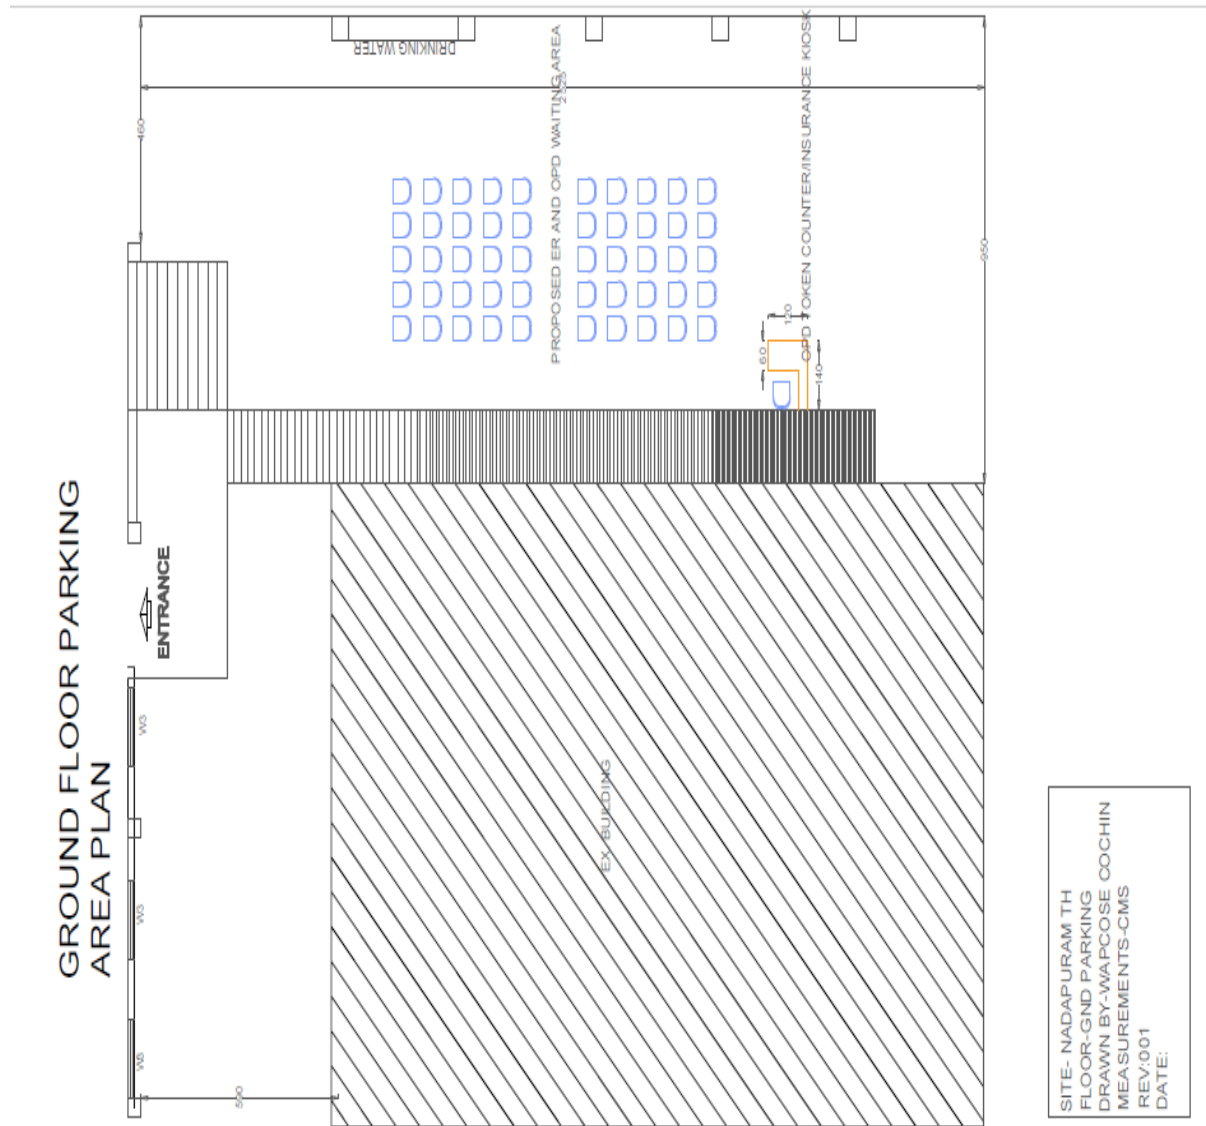 GROUND FLOOR PARKING
AREA PLAN
ENTRANCE
DRINKING WATER
PROPOSED ER AND OPD WAITING AREA
OPD TOKEN COUNTER/INSURANCE KIOSK
EX. BUILDING
460
950
120
60
140
W3
W3
SITE- NADAPURAM TH
FLOOR-GND PARKING
DRAWN BY-WAPCOSE COCHIN
MEASUREMENTS-CMS
REV:001
DATE: